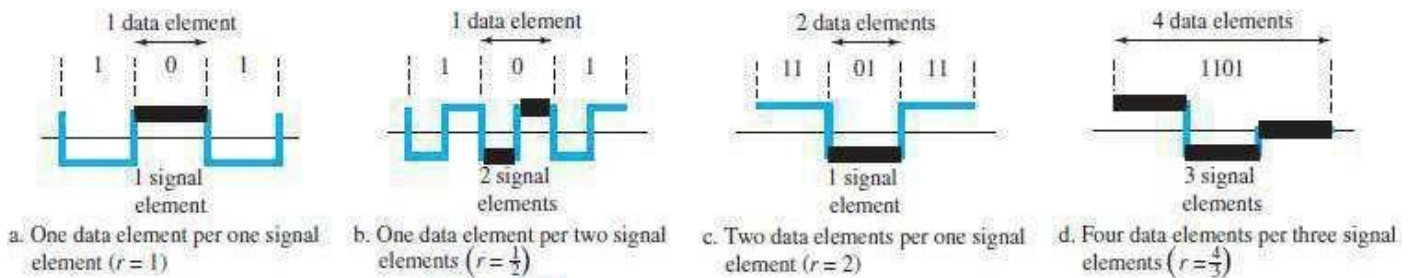 1 data element
1 0 1
1 signal
element
a. One data element per one signal
element (r = 1)
1 data element
1 0 1
2 signal
elements
b. One data element per two signal
elements (r = 1/2)
2 data elements
11 01 11
1 signal
element
c. Two data elements per one signal
element (r = 2)
4 data elements
1101
3 signal
elements
d. Four data elements per three signal
elements (r = 4/3)